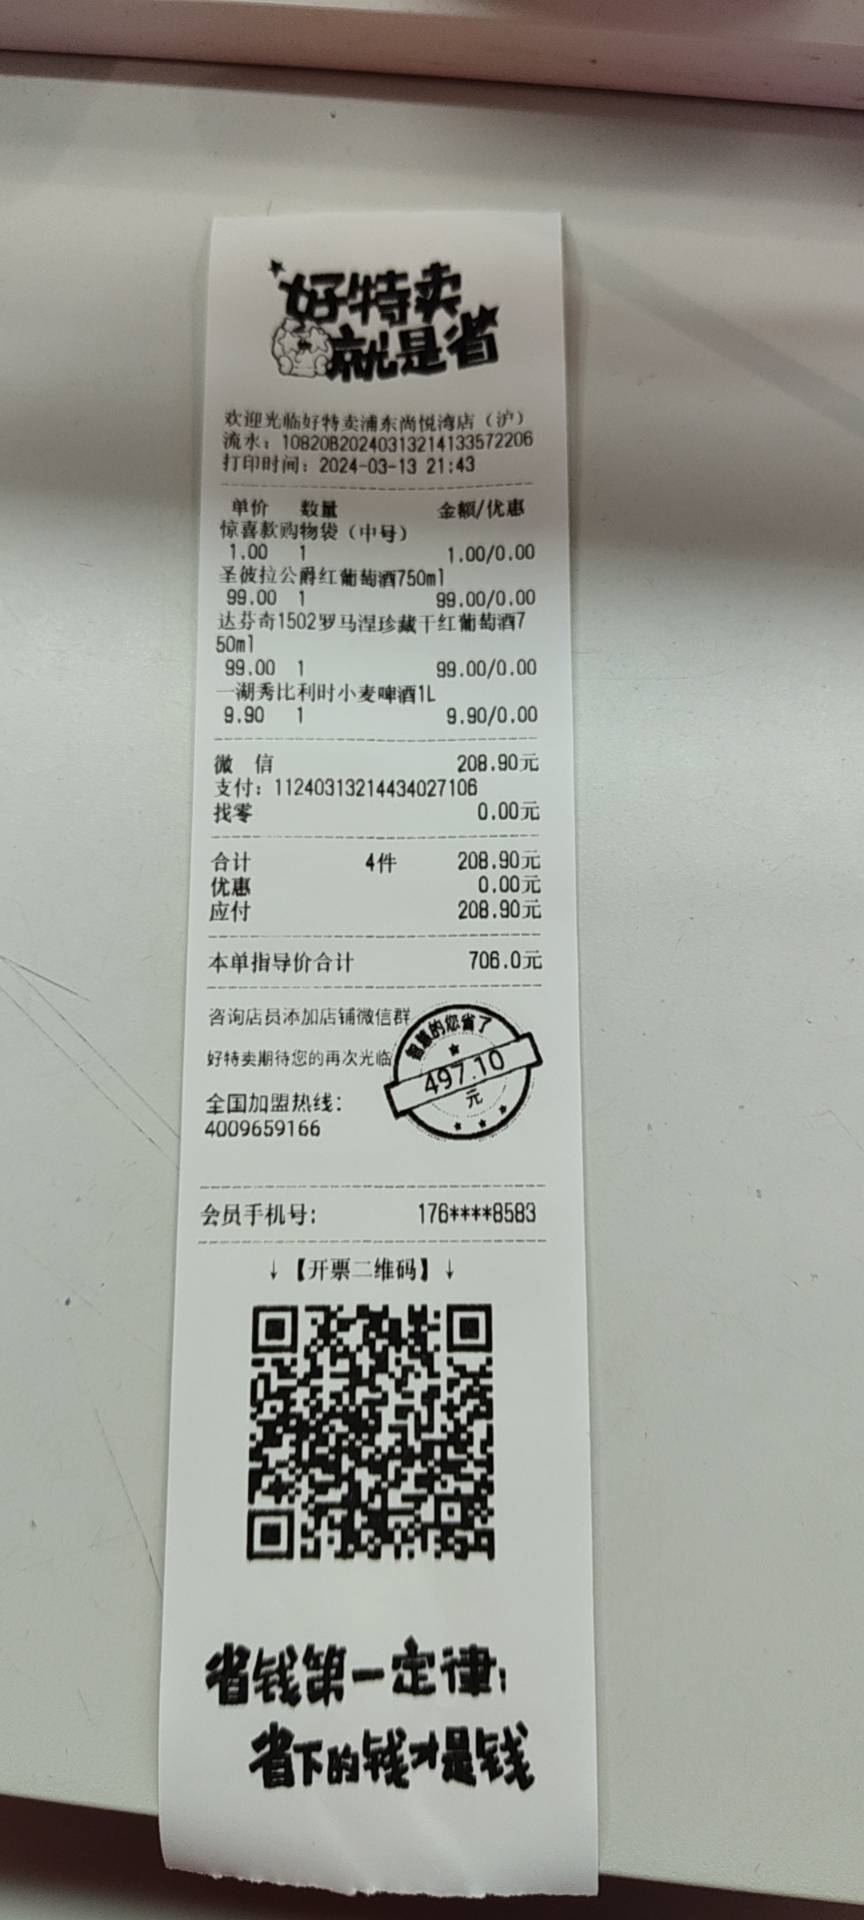 好特卖
就是省
欢迎光临好特卖浦东尚悦湾店（沪）
流水：10820B20240313214133572206
打印时间：2024-03-13 21:43
单价 数量 金额/优惠
惊喜款购物袋（中号）
1.00 1 1.00/0.00
圣彼拉公爵红葡萄酒750ml
99.00 1 99.00/0.00
达芬奇1502罗马涅珍藏干红葡萄酒7
50ml
99.00 1 99.00/0.00
一湖秀比利时小麦啤酒1L
9.90 1 9.90/0.00
微 信 208.90元
支付：11240313214434027106
找零 0.00元
合计 4件 208.90元
优惠 0.00元
应付 208.90元
本单指导价合计 706.0元
咨询店员添加店铺微信群
好特卖期待您的再次光临
智慧的您省了
497.10
元
全国加盟热线：
4009659166
会员手机号： 176****8583
↓【开票二维码】↓
省钱第一定律：
省下的钱才是钱